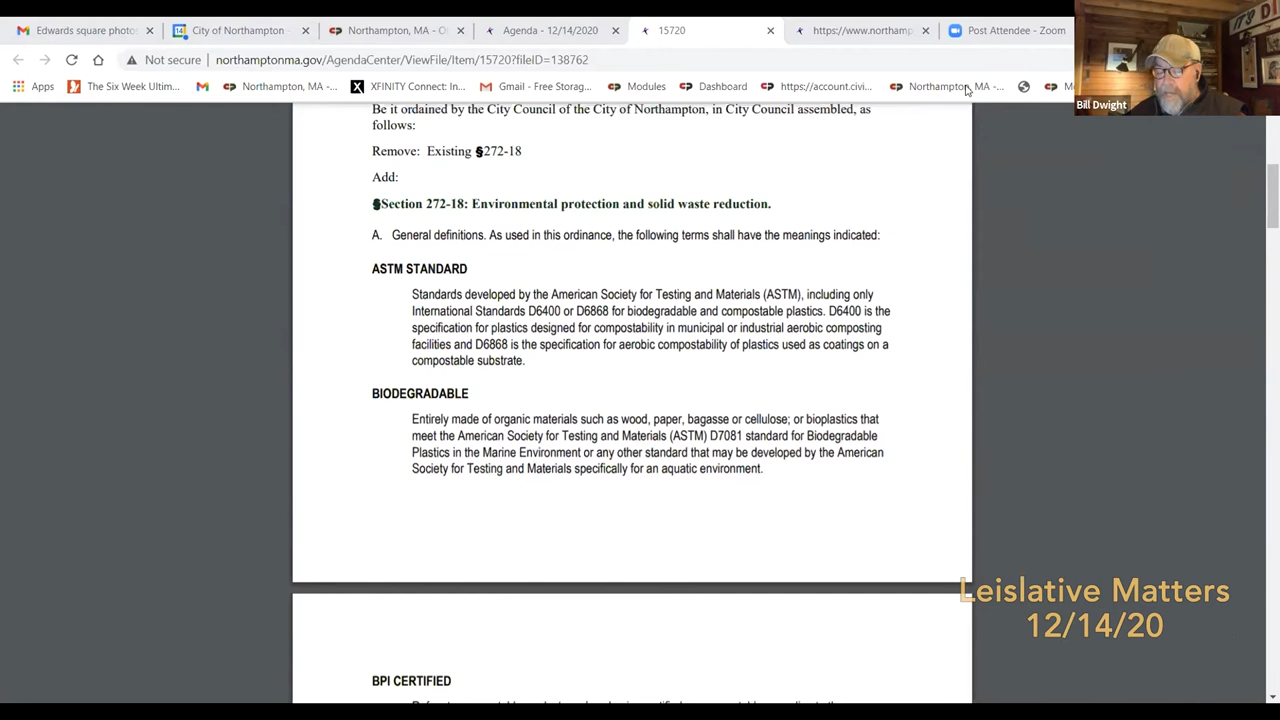 Edwards square photos
City of Northampton
Northampton, MA - O
Agenda - 12/14/2020
15720
https://www.northamp
Post Attendee - Zoom
IT'S
Not secure
northamptonma.gov/AgendaCenter/ViewFile/Item/15720?fileID=138762
Apps
The Six Week Ultim...
Northampton, MA -...
XFINITY Connect: In...
Gmail - Free Storag...
Modules
Dashboard
https://account.civi...
Northampton, MA -...
Bill Dwight
Be it ordained by the City Council of the City of Northampton, in City Council assembled, as
follows:
Remove: Existing §272-18
Add:
§Section 272-18: Environmental protection and solid waste reduction.
A. General definitions. As used in this ordinance, the following terms shall have the meanings indicated:
ASTM STANDARD
Standards developed by the American Society for Testing and Materials (ASTM), including only
International Standards D6400 or D6868 for biodegradable and compostable plastics. D6400 is the
specification for plastics designed for compostability in municipal or industrial aerobic composting
facilities and D6868 is the specification for aerobic compostability of plastics used as coatings on a
compostable substrate.
BIODEGRADABLE
Entirely made of organic materials such as wood, paper, bagasse or cellulose; or bioplastics that
meet the American Society for Testing and Materials (ASTM) D7081 standard for Biodegradable
Plastics in the Marine Environment or any other standard that may be developed by the American
Society for Testing and Materials specifically for an aquatic environment.
Leislative Matters
12/14/20
BPI CERTIFIED